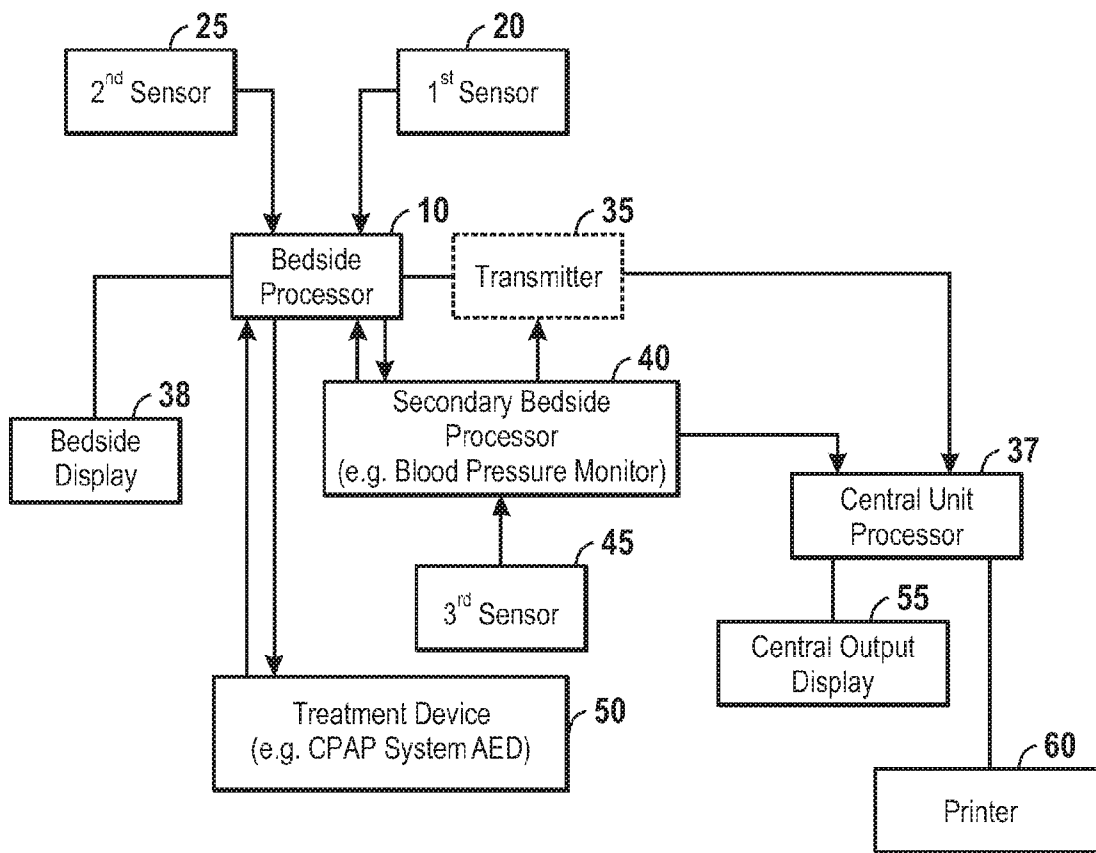 25
2nd Sensor
20
1st Sensor
10
Bedside
Processor
35
Transmitter
38
Bedside
Display
40
Secondary Bedside
Processor
(e.g. Blood Pressure Monitor)
37
Central Unit
Processor
45
3rd Sensor
55
Central Output
Display
50
Treatment Device
(e.g. CPAP System AED)
60
Printer